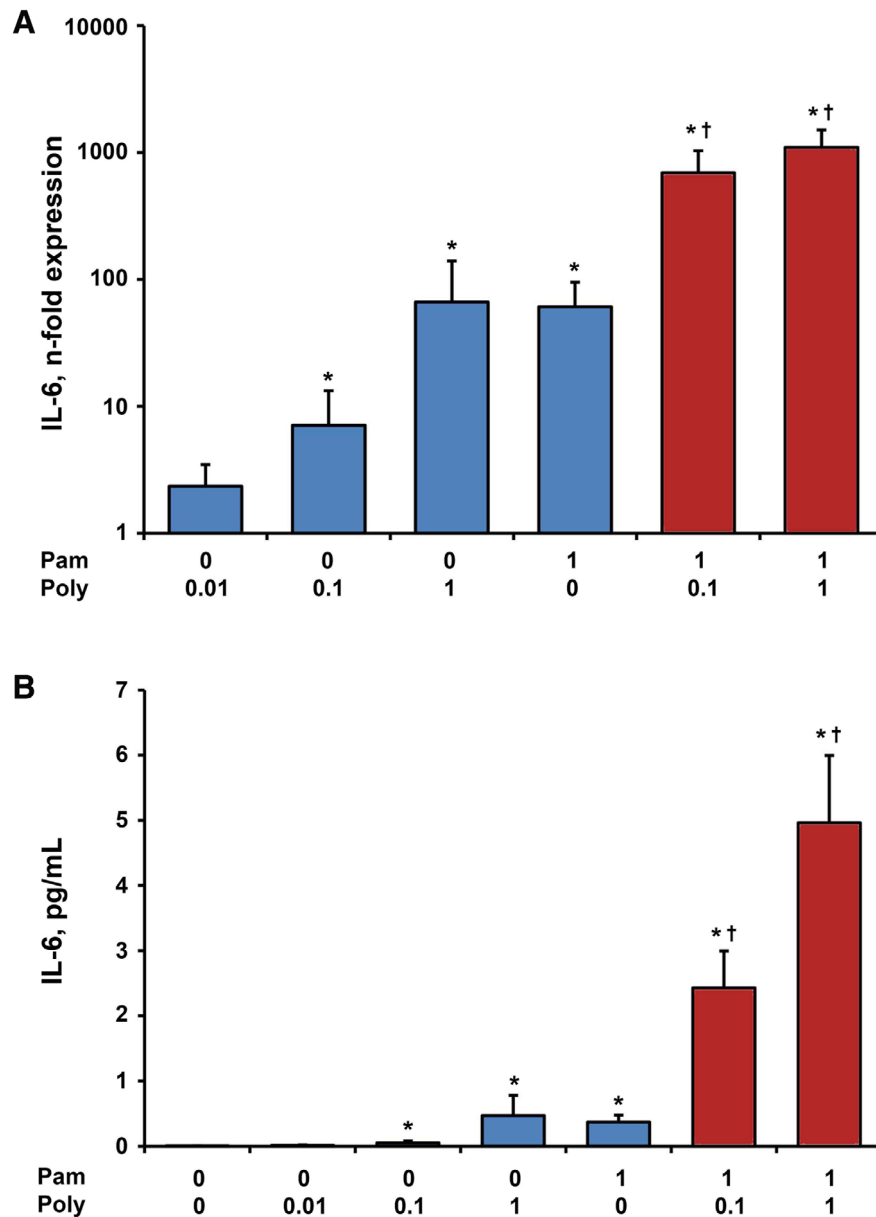 A
10000
1000
100
10
1
IL-6, n-fold expression
* * * *† *†
Pam 0 0 0 1 1 1
Poly 0.01 0.1 1 0 0.1 1
B
7
6
5
4
3
2
1
0
IL-6, pg/mL
* * * *† *†
Pam 0 0 0 0 1 1 1
Poly 0 0.01 0.1 1 0 0.1 1